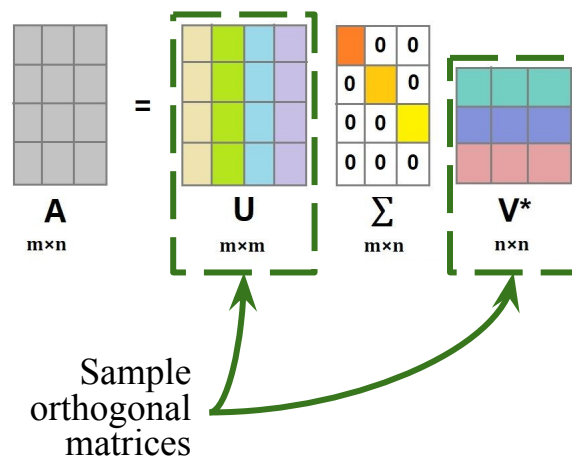 =
0 0
0 0
0 0
0 0 0
A U Σ V*
m×n m×m m×n n×n
Sample
orthogonal
matrices